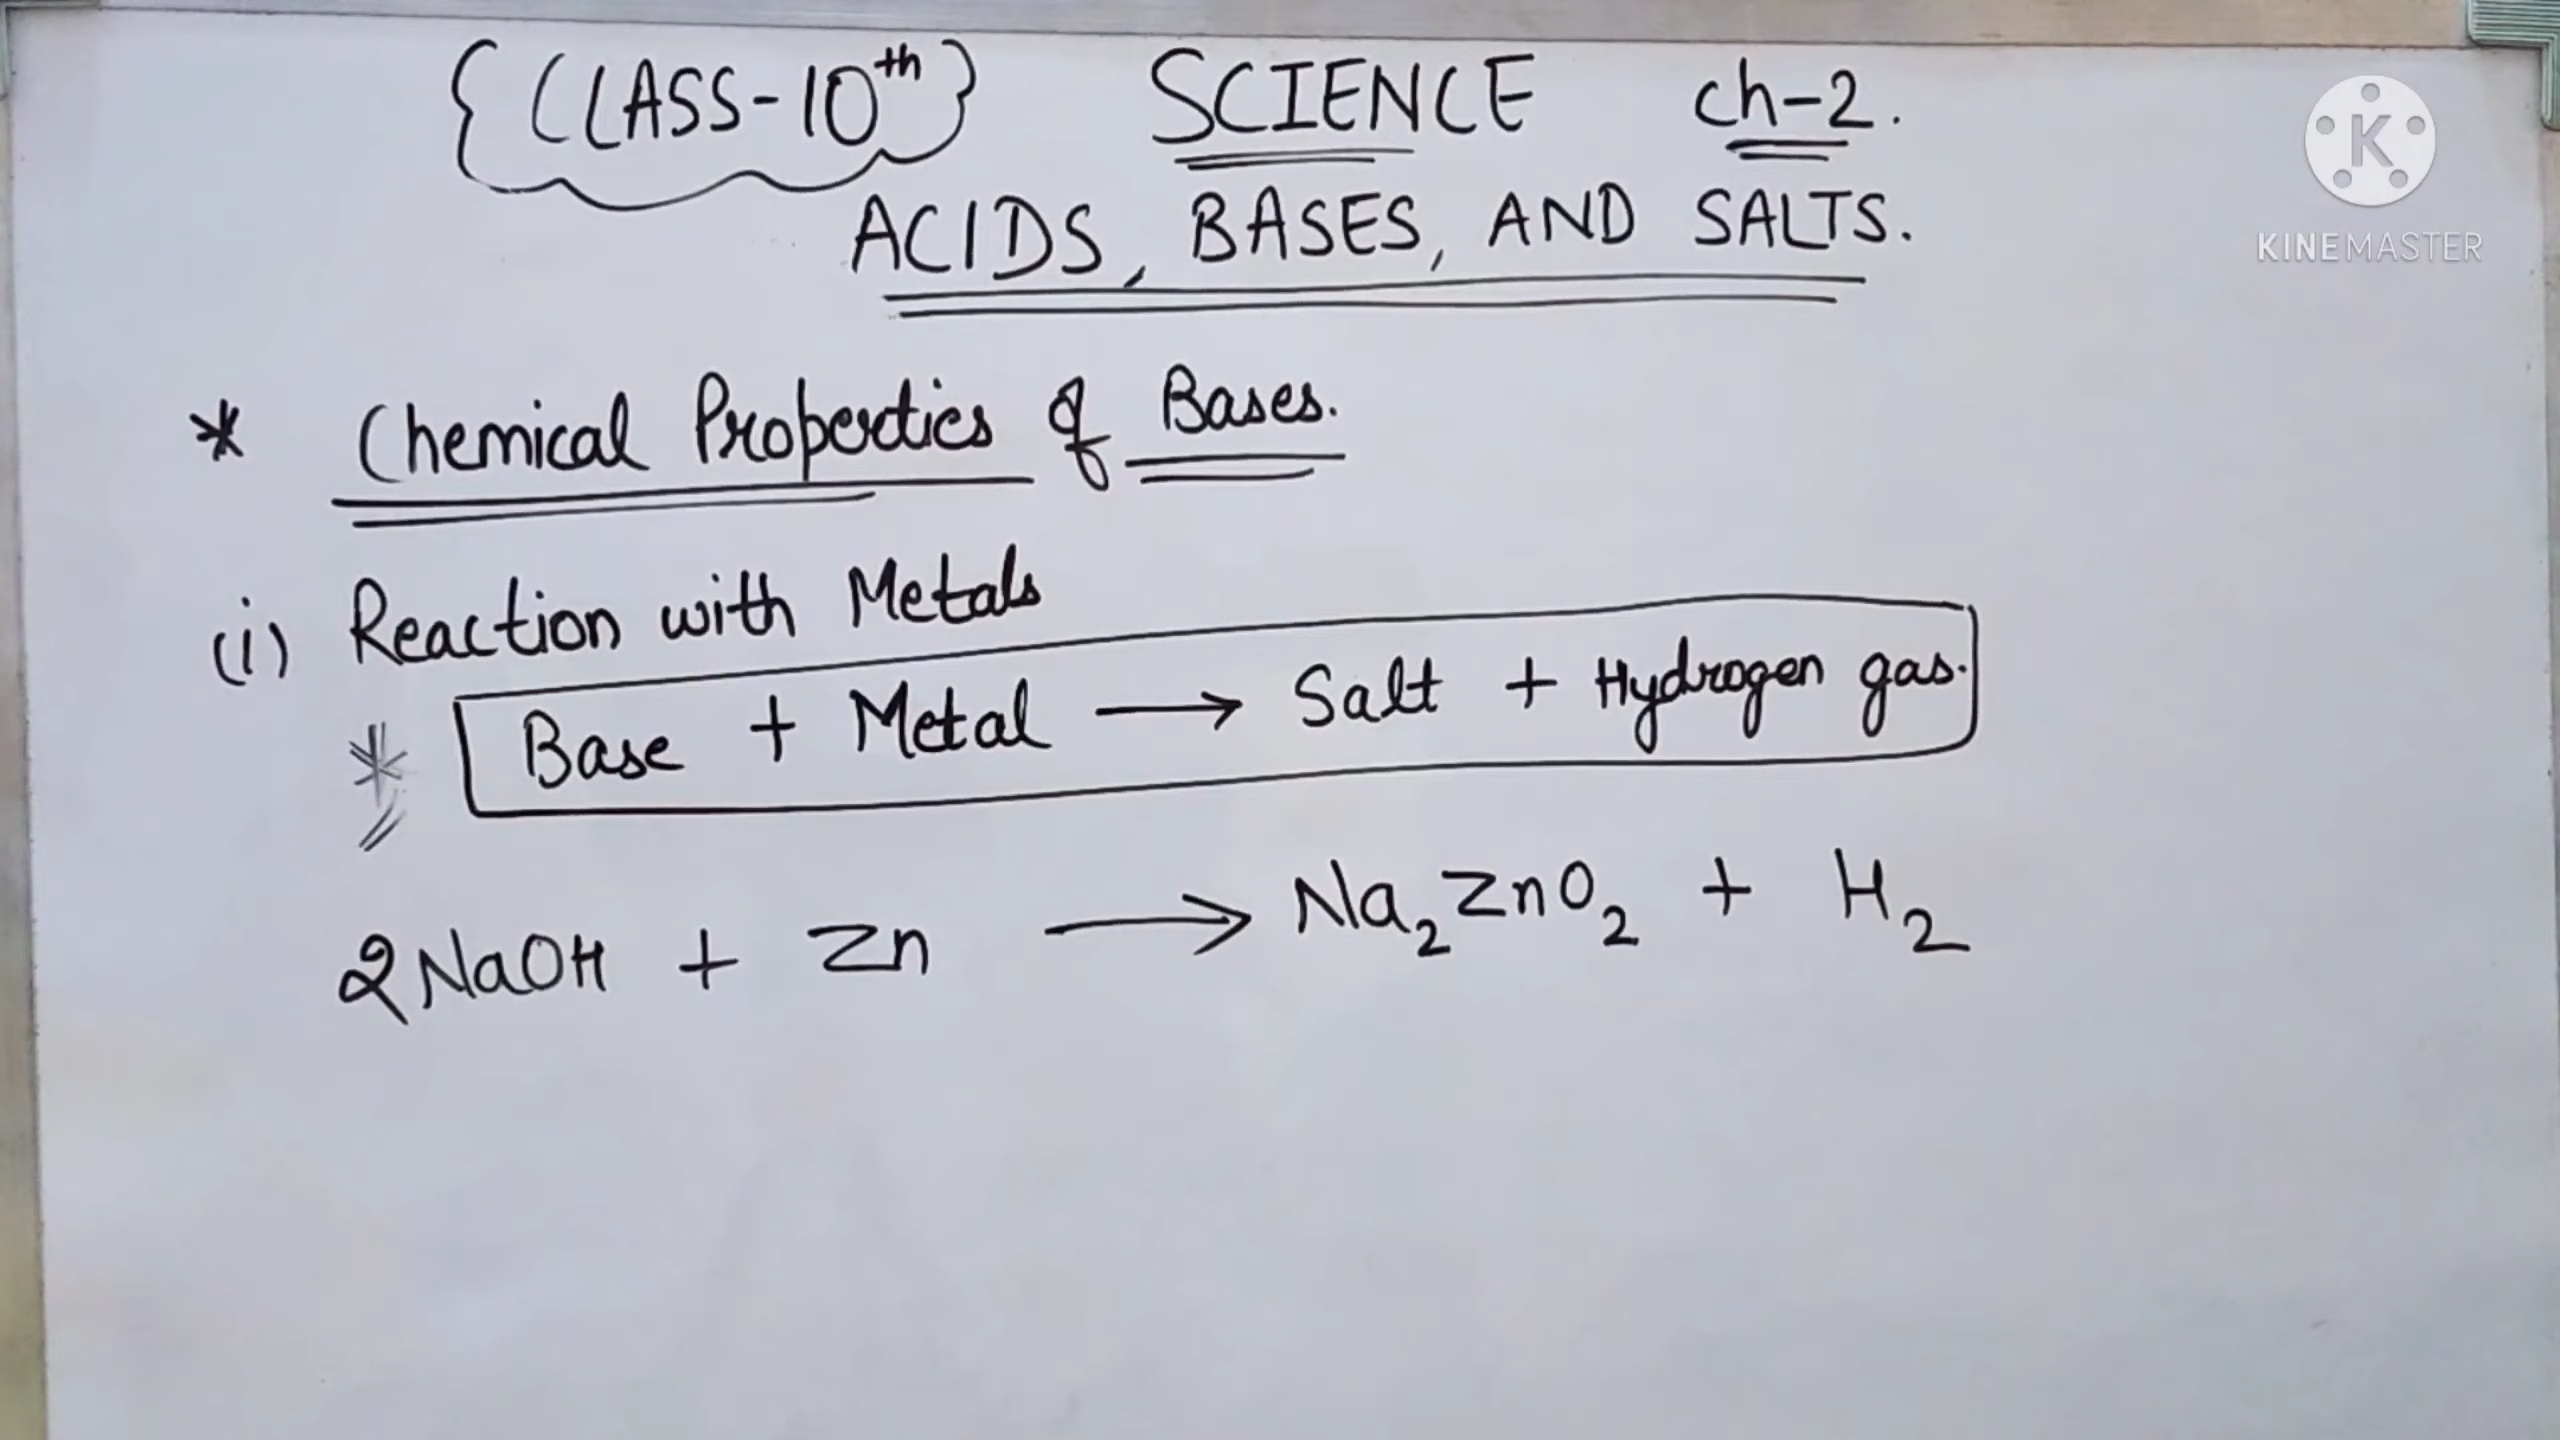 {CLASS-10th} SCIENCE ch-2.
ACIDS, BASES, AND SALTS.
* Chemical Properties of Bases.
(i) Reaction with Metals
* Base + Metal → Salt + Hydrogen gas.
2NaOH + Zn → Na₂ZnO₂ + H₂
K
KINEMASTER